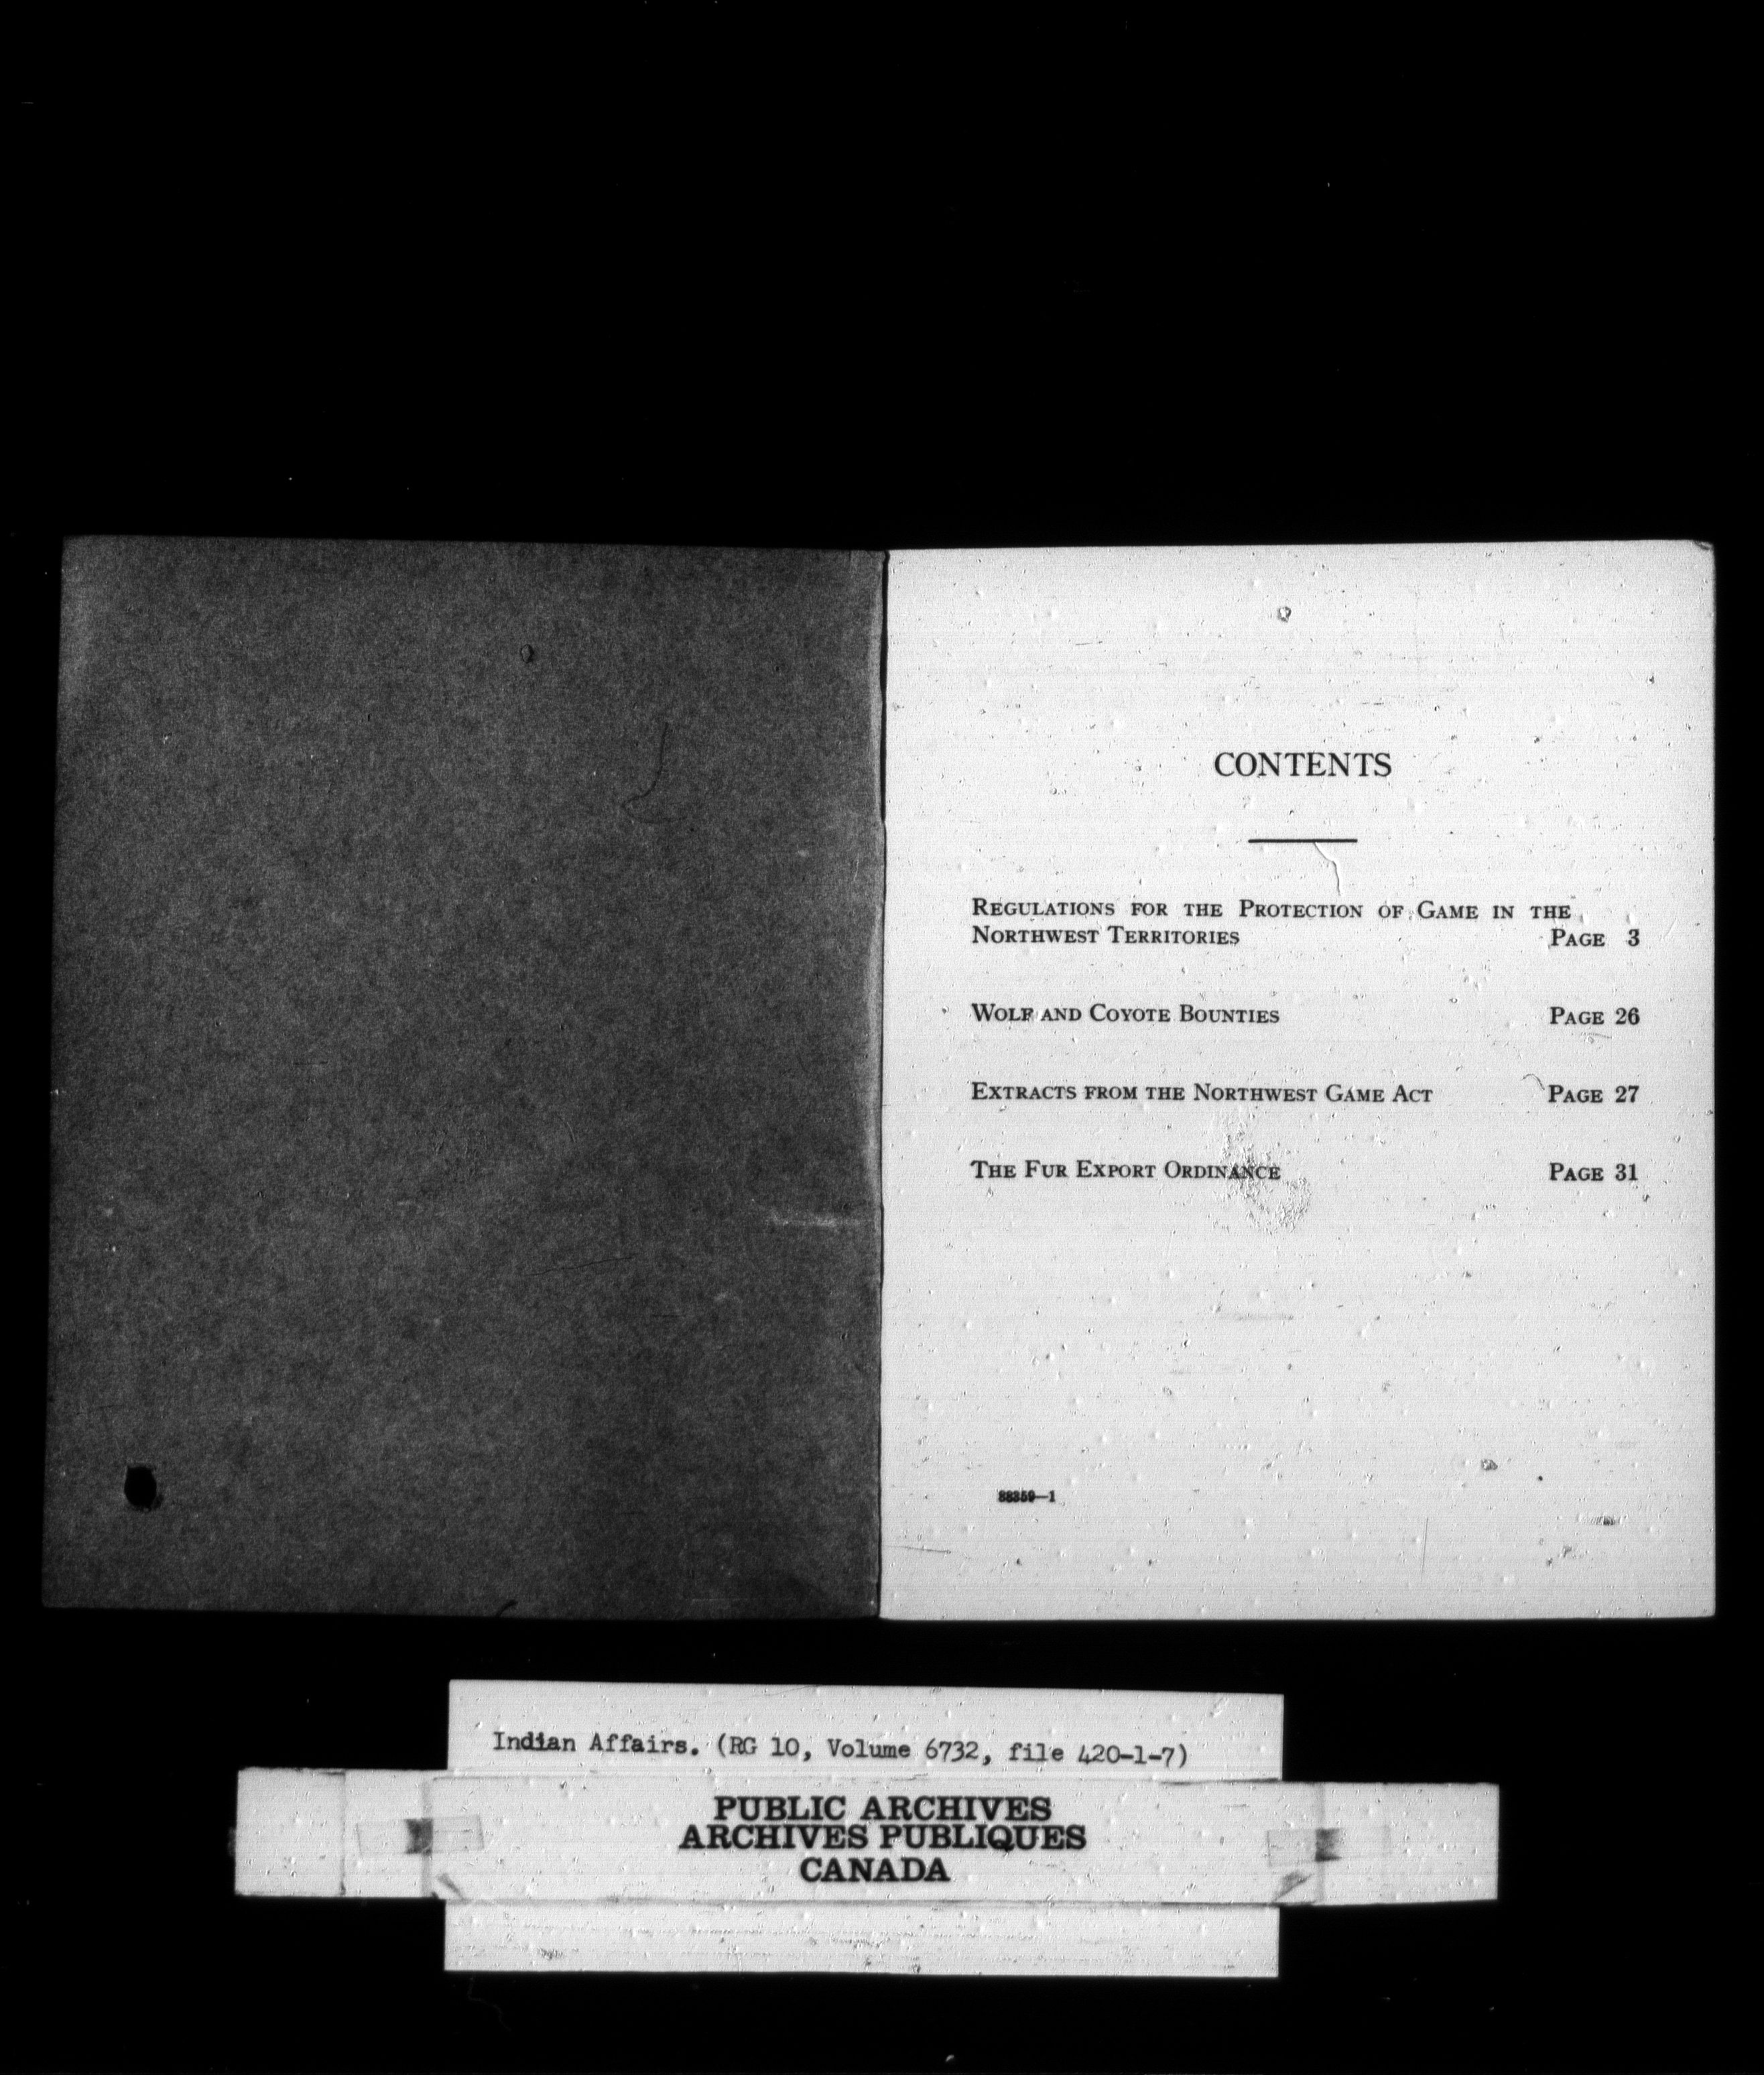 CONTENTS
REGULATIONS FOR THE PROTECTION OF GAME IN THE
NORTHWEST TERRITORIES PAGE 3
WOLF AND COYOTE BOUNTIES PAGE 26
EXTRACTS FROM THE NORTHWEST GAME ACT PAGE 27
THE FUR EXPORT ORDINANCE PAGE 31
88359—1
Indian Affairs. (RG 10, Volume 6732, file 420-1-7)
PUBLIC ARCHIVES
ARCHIVES PUBLIQUES
CANADA